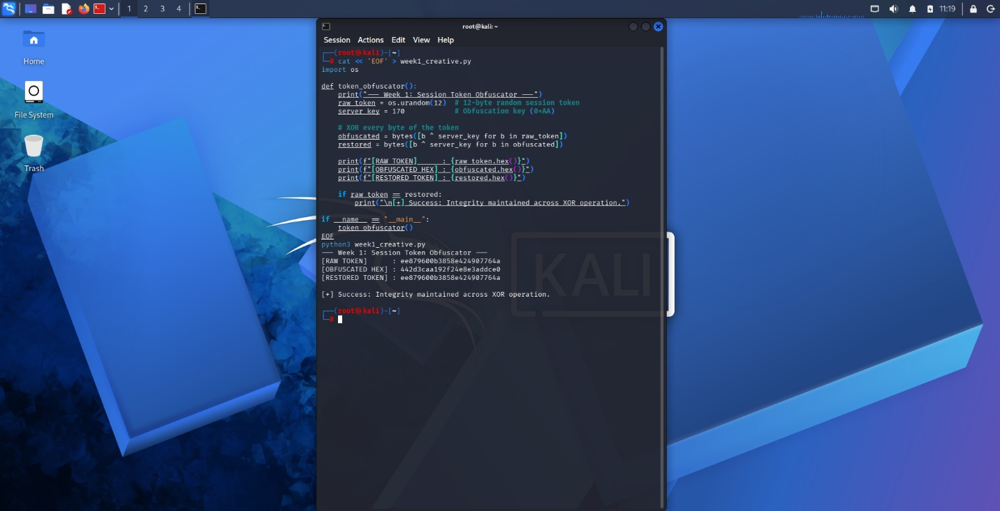 1 2 3 4 11:19
Home
File System
Trash
root@kali: ~
Session Actions Edit View Help
┌──(root㉿kali)-[~]
└─# cat << 'EOF' > week1_creative.py
import os

def token_obfuscator():
    print("--- Week 1: Session Token Obfuscator ---")
    raw_token = os.urandom(12)  # 12-byte random session token
    server_key = 170            # Obfuscation key (0xAA)

    # XOR every byte of the token
    obfuscated = bytes([b ^ server_key for b in raw_token])
    restored = bytes([b ^ server_key for b in obfuscated])

    print(f"[RAW TOKEN]      : {raw_token.hex()}")
    print(f"[OBFUSCATED HEX] : {obfuscated.hex()}")
    print(f"[RESTORED TOKEN] : {restored.hex()}")

    if raw_token == restored:
        print("\n[+] Success: Integrity maintained across XOR operation.")

if __name__ == "__main__":
    token_obfuscator()
EOF
python3 week1_creative.py
--- Week 1: Session Token Obfuscator ---
[RAW TOKEN]      : ee879600b3858e424907764a
[OBFUSCATED HEX] : 442d3caa192f24e8e3addce0
[RESTORED TOKEN] : ee879600b3858e424907764a

[+] Success: Integrity maintained across XOR operation.

┌──(root㉿kali)-[~]
└─#
KALI